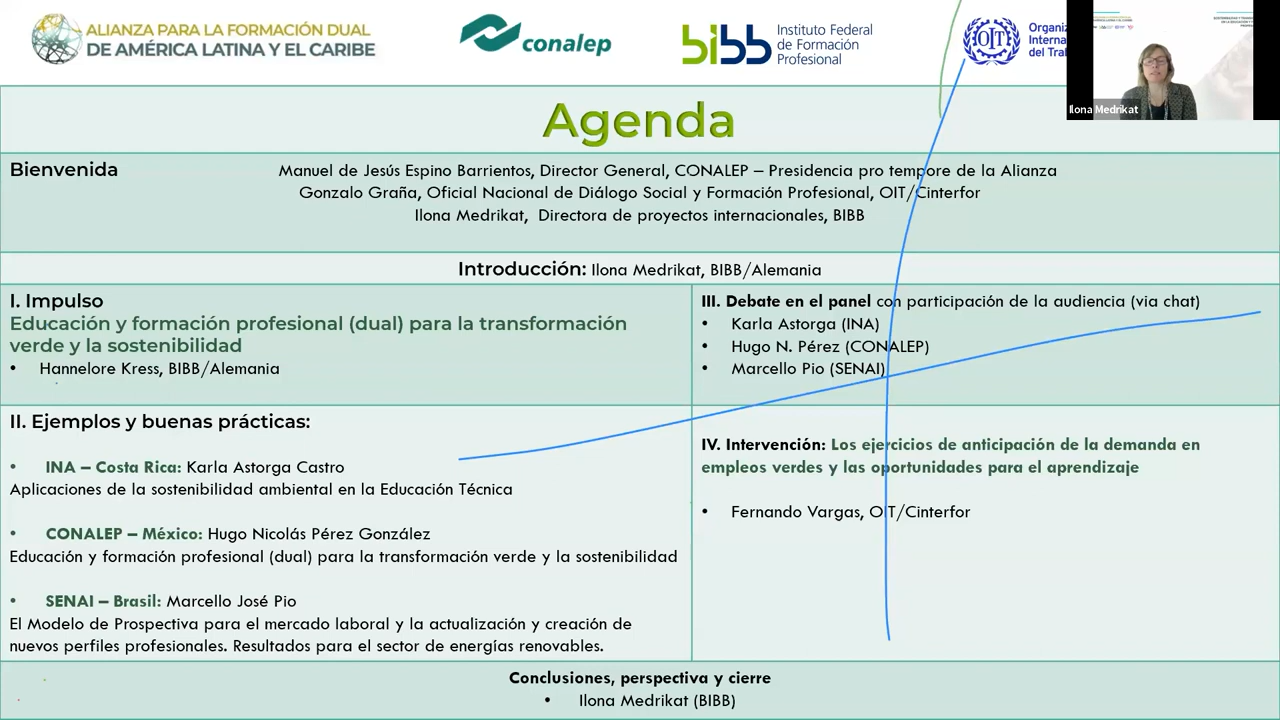 ALIANZA PARA LA FORMACIÓN DUAL
DE AMÉRICA LATINA Y EL CARIBE
conalep
bibb
Instituto Federal
de Formación
Profesional
OIT
Ilona Medrikat
Agenda
Bienvenida
Manuel de Jesús Espino Barrientos, Director General, CONALEP – Presidencia pro tempore de la Alianza
Gonzalo Graña, Oficial Nacional de Diálogo Social y Formación Profesional, OIT/Cinterfor
Ilona Medrikat, Directora de proyectos internacionales, BIBB
Introducción: Ilona Medrikat, BIBB/Alemania
I. Impulso
Educación y formación profesional (dual) para la transformación
verde y la sostenibilidad
• Hannelore Kress, BIBB/Alemania
II. Ejemplos y buenas prácticas:
• INA – Costa Rica: Karla Astorga Castro
Aplicaciones de la sostenibilidad ambiental en la Educación Técnica
• CONALEP – México: Hugo Nicolás Pérez González
Educación y formación profesional (dual) para la transformación verde y la sostenibilidad
• SENAI – Brasil: Marcello José Pio
El Modelo de Prospectiva para el mercado laboral y la actualización y creación de
nuevos perfiles profesionales. Resultados para el sector de energías renovables.
III. Debate en el panel con participación de la audiencia (via chat)
• Karla Astorga (INA)
• Hugo N. Pérez (CONALEP)
• Marcello Pio (SENAI)
IV. Intervención: Los ejercicios de anticipación de la demanda en
empleos verdes y las oportunidades para el aprendizaje
• Fernando Vargas, OIT/Cinterfor
Conclusiones, perspectiva y cierre
• Ilona Medrikat (BIBB)